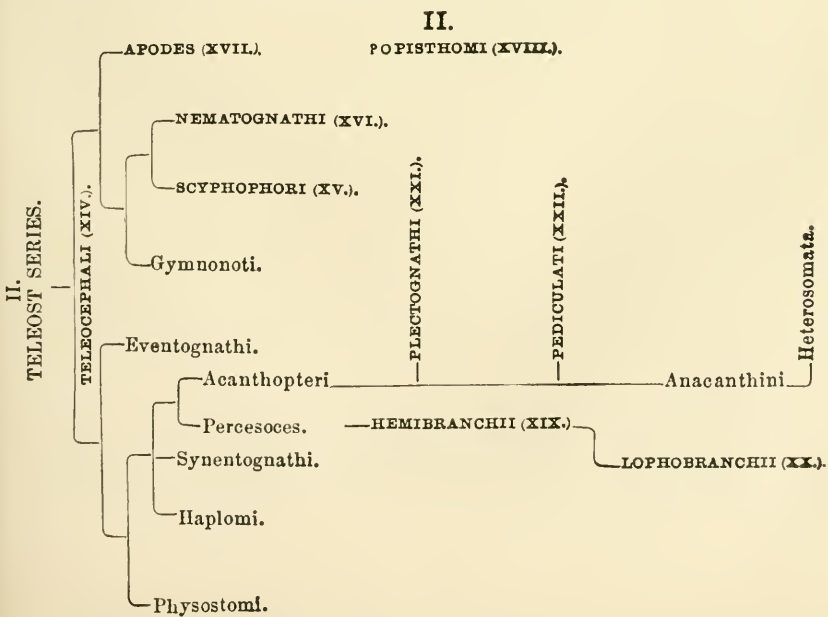 II.
APODES (XVII.).
POPISTHOMI (XVIII.).
NEMATOGNATHI (XVI.).
SCYPHOPHORI (XV.).
Gymnonoti.
II.
TELEOST SERIES.
TELEOCEPHALI (XIV.).
PLECTOGNATHI (XXI.).
PEDICULATI (XXII.).
Heterosomata.
Eventognathi.
Acanthopteri
Anacanthini
Percesoces.
HEMIBRANCHII (XIX.)
Synentognathi.
LOPHOBRANCHII (XX.).
Haplomi.
Physostomi.